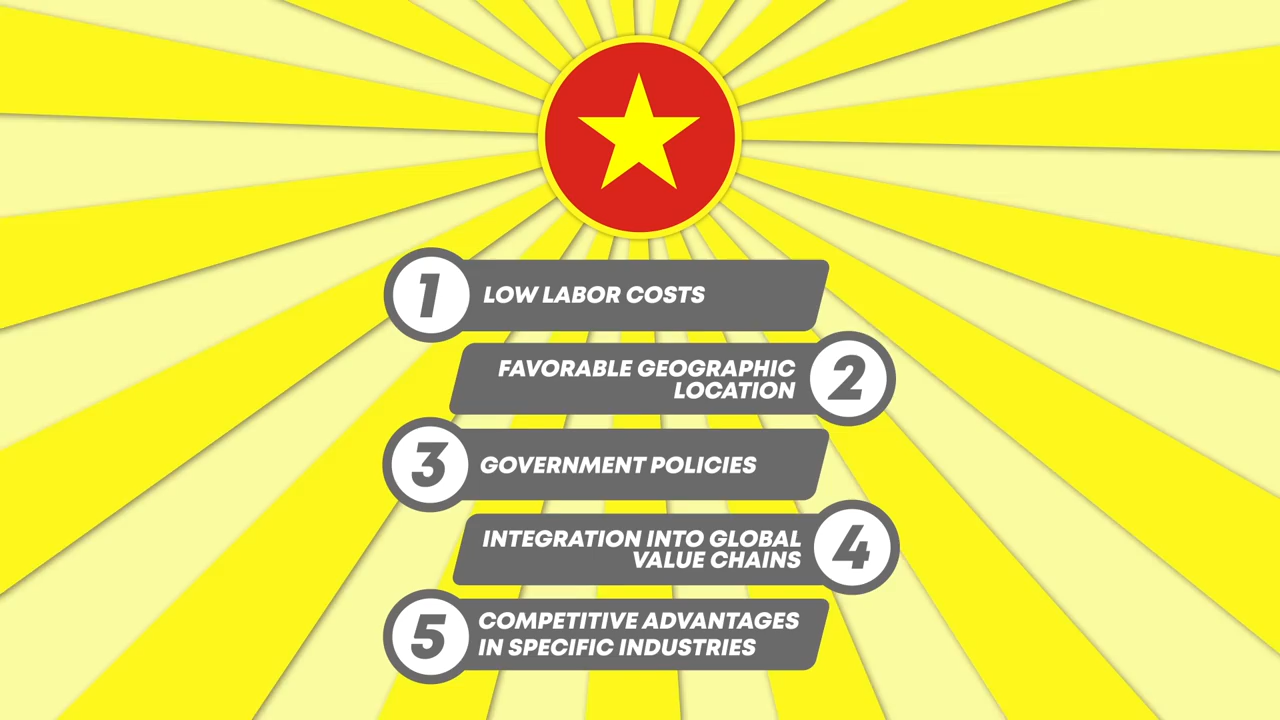 1
LOW LABOR COSTS
FAVORABLE GEOGRAPHIC
LOCATION
2
3
GOVERNMENT POLICIES
INTEGRATION INTO GLOBAL
VALUE CHAINS
4
5
COMPETITIVE ADVANTAGES
IN SPECIFIC INDUSTRIES